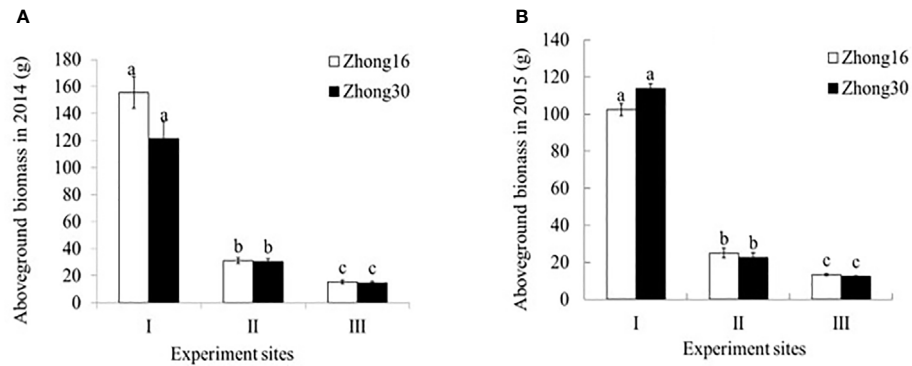 A
Aboveground biomass in 2014 (g)
180
160
140
120
100
80
60
40
20
0
a
a
b
b
c
c
Zhong16
Zhong30
I
II
III
Experiment sites
B
Aboveground bionass in 2015 (g)
140
120
100
80
60
40
20
0
a
a
b
b
c
c
Zhong16
Zhong30
I
II
III
Experiment sites